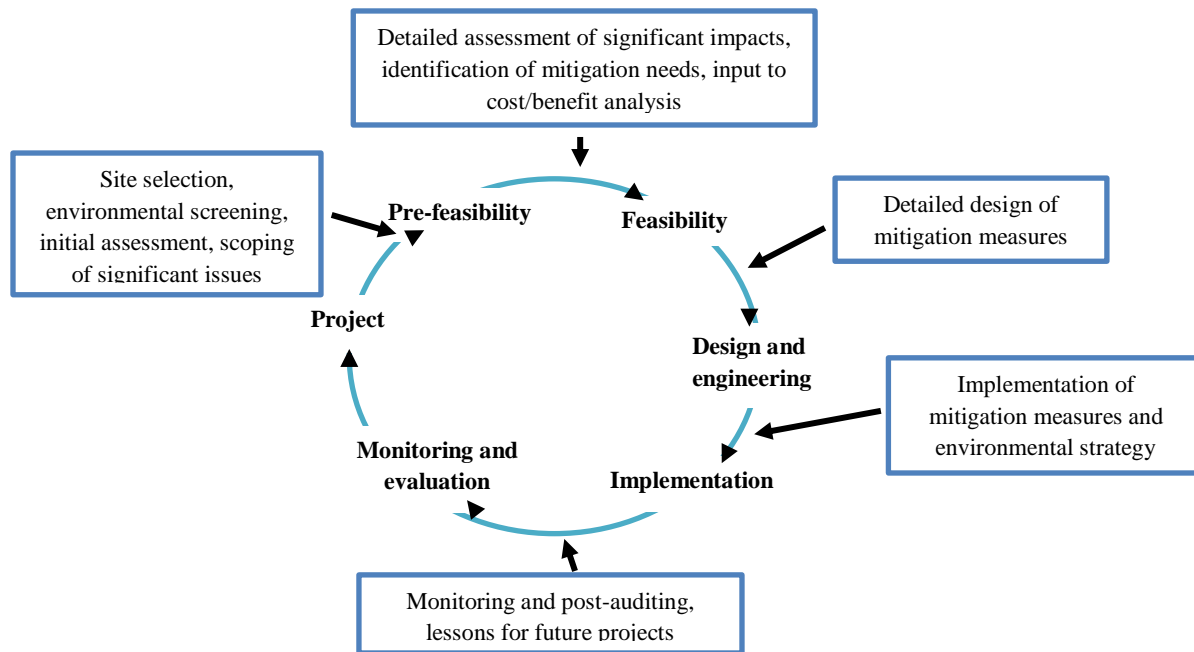 Detailed assessment of significant impacts,
identification of mitigation needs, input to
cost/benefit analysis
Site selection,
environmental screening,
initial assessment, scoping
of significant issues
Pre-feasibility
Feasibility
Detailed design of
mitigation measures
Project
Design and
engineering
Implementation of
mitigation measures and
environmental strategy
Monitoring and
evaluation
Implementation
Monitoring and post-auditing,
lessons for future projects